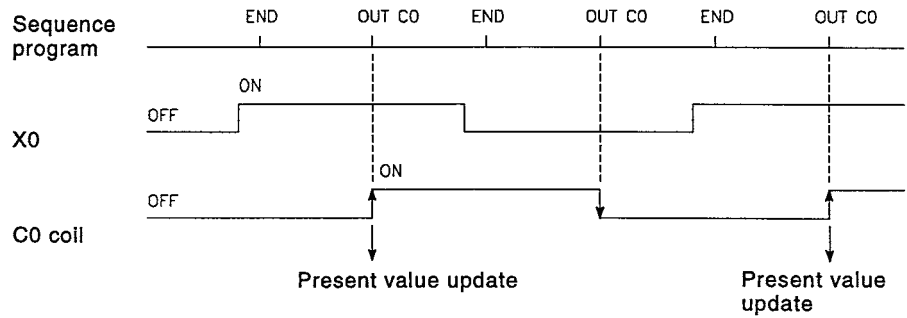 Sequence program
END OUT C0 END OUT C0 END OUT C0
ON
OFF
X0
ON
OFF
C0 coil
Present value update
Present value update